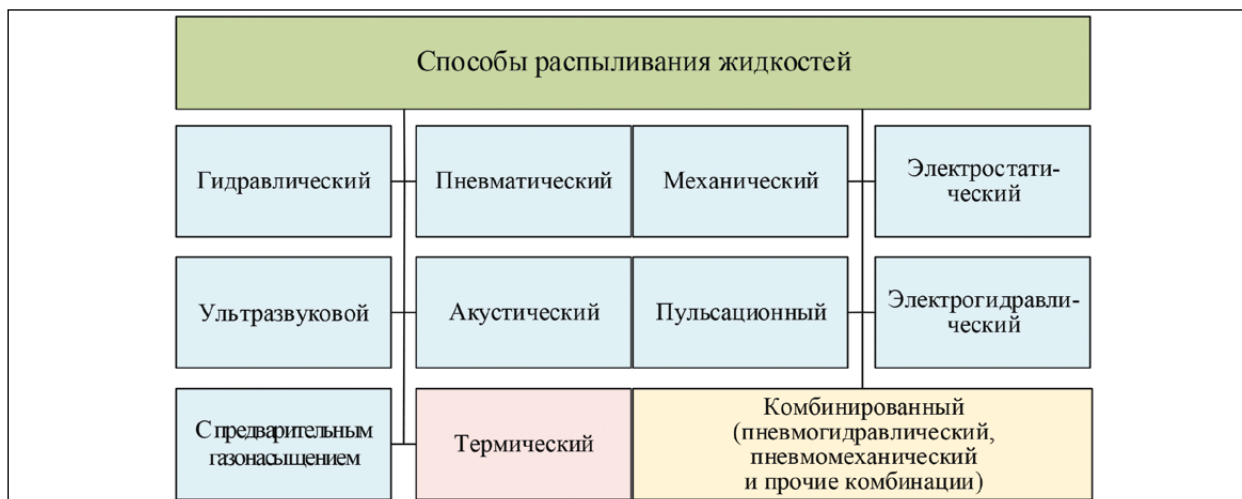 Способы распыливания жидкостей
Гидравлический
Пневматический
Механический
Электростати-
ческий
Ультразвуковой
Акустический
Пульсационный
Электрогидравли-
ческий
С предварительным
газонасыщением
Термический
Комбинированный
(пневмогидравлический,
пневмомеханический
и прочие комбинации)